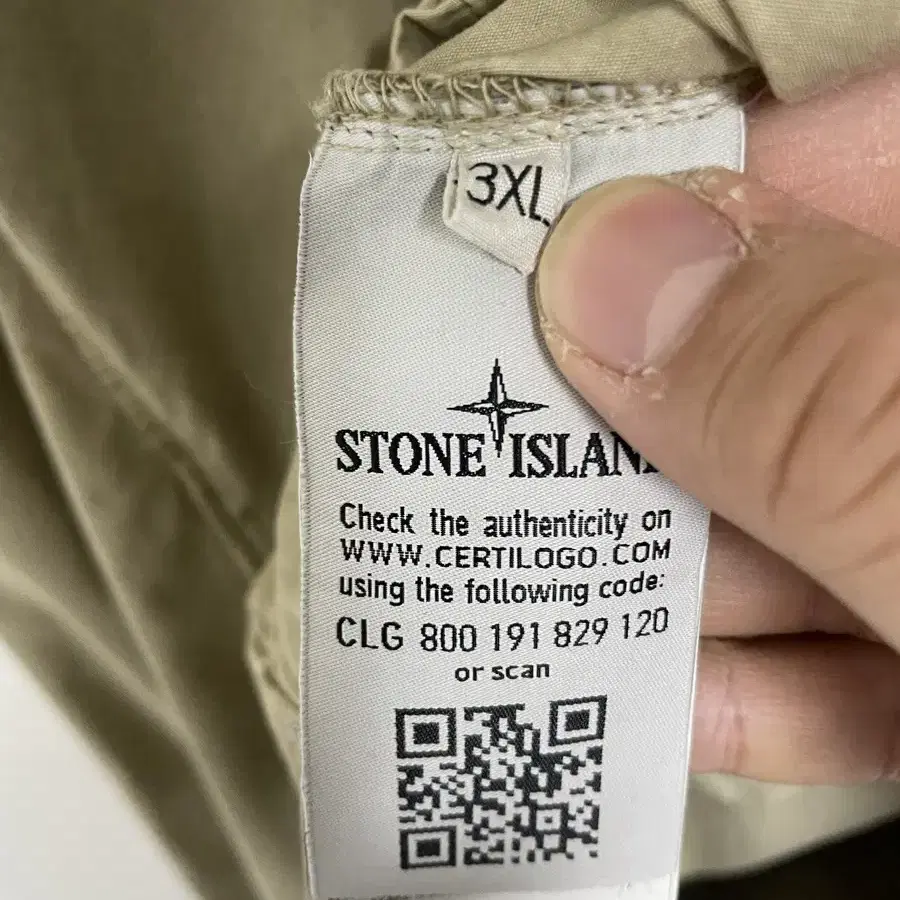 3XL
STONE ISLAN
Check the authenticity on
WWW.CERTILOGO.COM
using the following code:
CLG 800 191 829 120
or scan